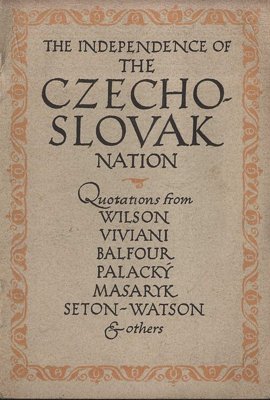 THE INDEPENDENCE OF
THE
CZECHO-
SLOVAK
NATION
Quotations from
WILSON
VIVIANI
BALFOUR
PALACKÝ
MASARYK
SETON-WATSON
& others